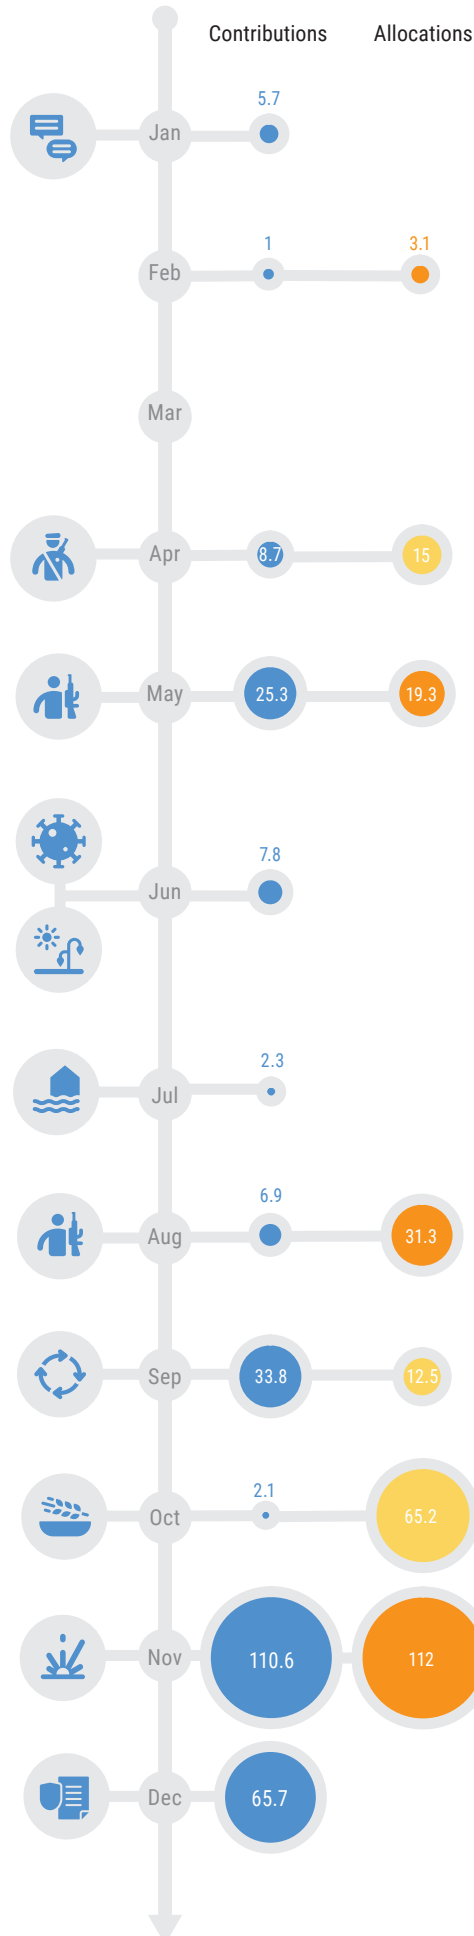 Contributions Allocations
5.7
Jan
1 3.1
Feb
Mar
Apr 8.7 15
May 25.3 19.3
7.8
Jun
2.3
Jul
6.9
Aug 31.3
Sep 33.8 12.5
2.1
Oct 65.2
Nov 110.6 112
Dec 65.7